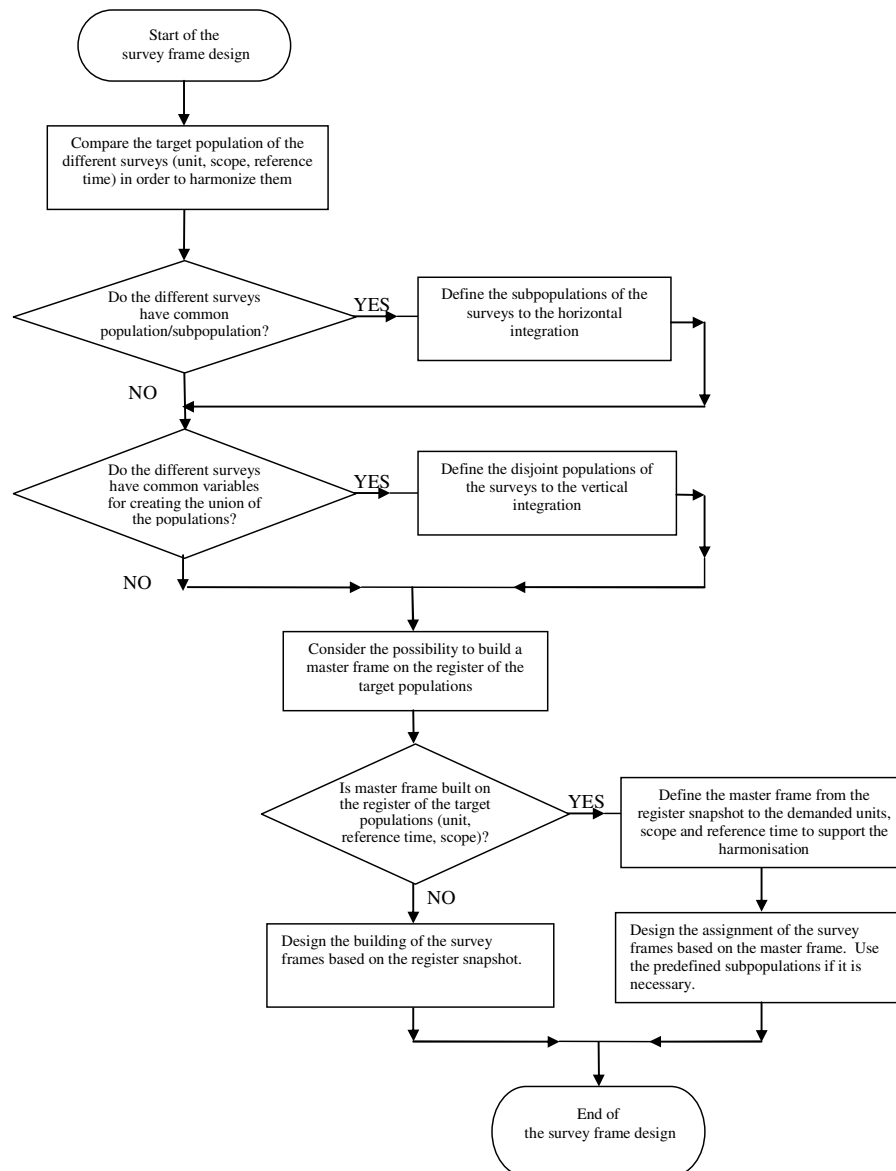 Start of the
survey frame design
Compare the target population of the
different surveys (unit, scope, reference
time) in order to harmonize them
Do the different surveys
have common
population/subpopulation?
YES
Define the subpopulations of the
surveys to the horizontal
integration
NO
Do the different surveys
have common variables
for creating the union of
the populations?
YES
Define the disjoint populations of
the surveys to the vertical
integration
NO
Consider the possibility to build a
master frame on the register of the
target populations
Is master frame built on
the register of the target
populations (unit,
reference time, scope)?
YES
Define the master frame from the
register snapshot to the demanded units,
scope and reference time to support the
harmonisation
NO
Design the building of the survey
frames based on the register snapshot.
Design the assignment of the survey
frames based on the master frame. Use
the predefined subpopulations if it is
necessary.
End of
the survey frame design